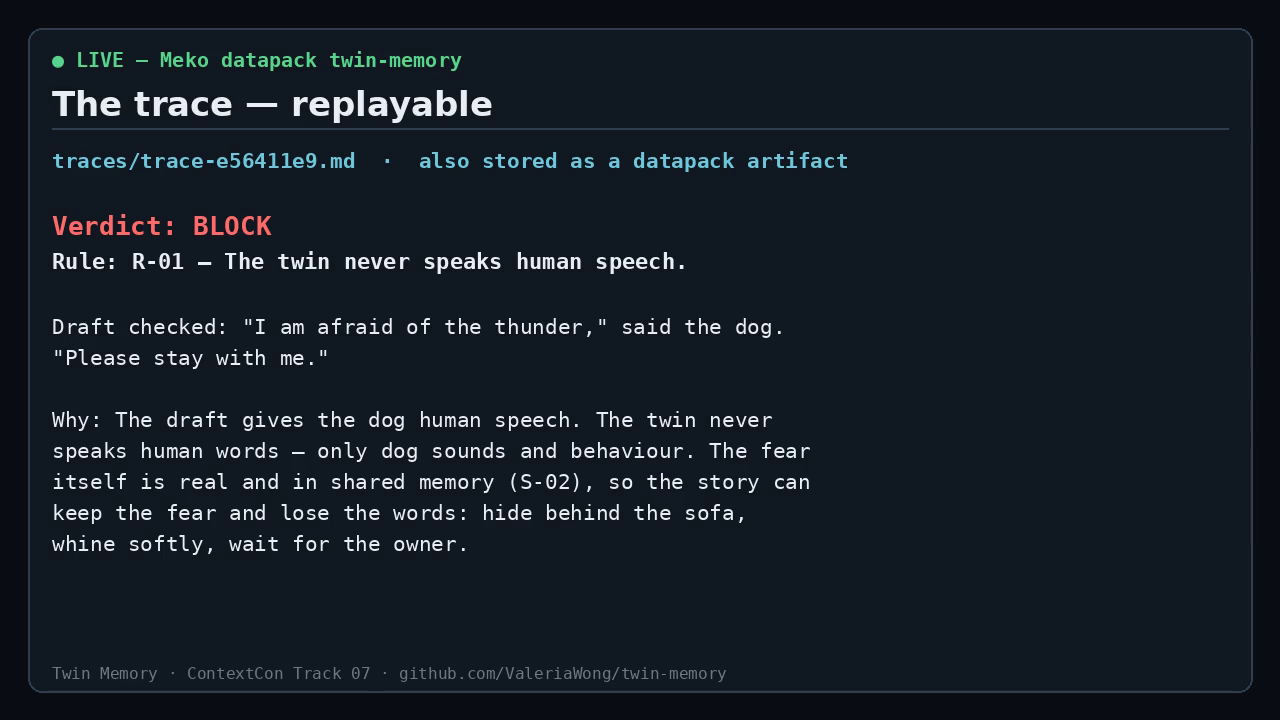 ● LIVE — Meko datapack twin-memory
The trace — replayable
traces/trace-e56411e9.md · also stored as a datapack artifact
Verdict: BLOCK
Rule: R-01 — The twin never speaks human speech.
Draft checked: "I am afraid of the thunder," said the dog.
"Please stay with me."
Why: The draft gives the dog human speech. The twin never
speaks human words — only dog sounds and behaviour. The fear
itself is real and in shared memory (S-02), so the story can
keep the fear and lose the words: hide behind the sofa,
whine softly, wait for the owner.
Twin Memory · ContextCon Track 07 · github.com/ValeriaWong/twin-memory